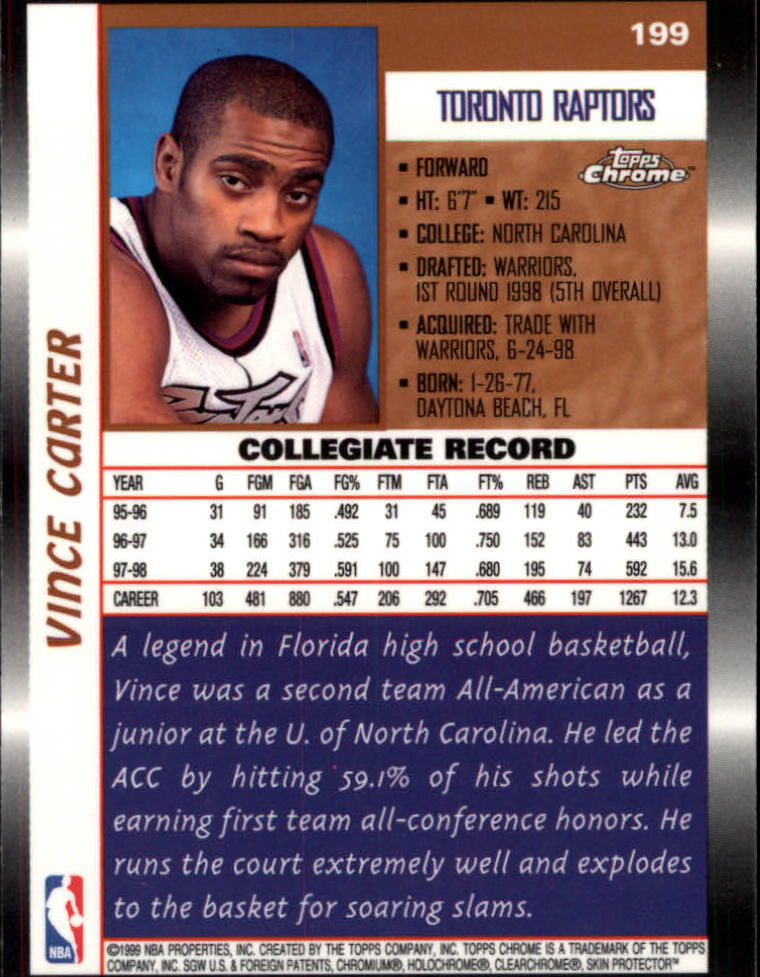 199
TORONTO RAPTORS
Topps Chrome™
▪ FORWARD
▪ HT: 6'7" ▪ WT: 215
▪ COLLEGE: NORTH CAROLINA
▪ DRAFTED: WARRIORS,
1ST ROUND 1998 (5TH OVERALL)
▪ ACQUIRED: TRADE WITH
WARRIORS, 6-24-98
▪ BORN: 1-26-77,
DAYTONA BEACH, FL
VINCE CARTER
COLLEGIATE RECORD
YEAR G FGM FGA FG% FTM FTA FT% REB AST PTS AVG
95-96 31 91 185 .492 31 45 .689 119 40 232 7.5
96-97 34 166 316 .525 75 100 .750 152 83 443 13.0
97-98 38 224 379 .591 100 147 .680 195 74 592 15.6
CAREER 103 481 880 .547 206 292 .705 466 197 1267 12.3
A legend in Florida high school basketball,
Vince was a second team All-American as a
junior at the U. of North Carolina. He led the
ACC by hitting 59.1% of his shots while
earning first team all-conference honors. He
runs the court extremely well and explodes
to the basket for soaring slams.
NBA
©1999 NBA PROPERTIES, INC. CREATED BY THE TOPPS COMPANY, INC. TOPPS CHROME IS A TRADEMARK OF THE TOPPS
COMPANY, INC. SGW U.S. & FOREIGN PATENTS, CHROMIUM®, HOLOCHROME®, CLEARCHROME®, SKIN PROTECTOR™